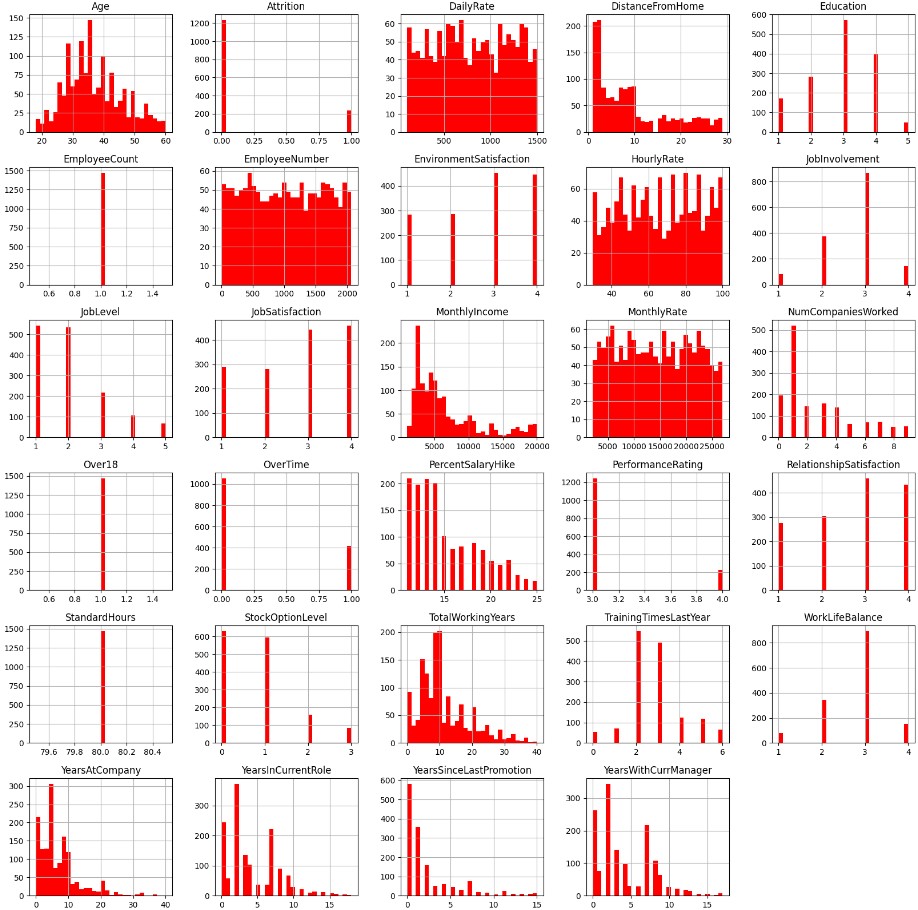 Age Attrition DailyRate DistanceFromHome Education
150 125 100 75 50 25 0
20 30 40 50 60
1200 1000 800 600 400 200 0
0.00 0.25 0.50 0.75 1.00
60 50 40 30 20 10 0
500 1000 1500
200 150 100 50 0
0 10 20 30
600 500 400 300 200 100 0
1 2 3 4 5
EmployeeCount EmployeeNumber EnvironmentSatisfaction HourlyRate JobInvolvement
1500 1250 1000 750 500 250 0
0.6 0.8 1.0 1.2 1.4
60 50 40 30 20 10 0
0 500 1000 1500 2000
400 300 200 100 0
1 2 3 4
60 40 20 0
40 60 80 100
800 600 400 200 0
1 2 3 4
JobLevel JobSatisfaction MonthlyIncome MonthlyRate NumCompaniesWorked
500 400 300 200 100 0
1 2 3 4 5
400 300 200 100 0
1 2 3 4
200 150 100 50 0
5000 10000 15000 20000
60 50 40 30 20 10 0
5000 10000 15000 20000 25000
500 400 300 200 100 0
0 2 4 6 8
Over18 OverTime PercentSalaryHike PerformanceRating RelationshipSatisfaction
1500 1250 1000 750 500 250 0
0.6 0.8 1.0 1.2 1.4
1000 800 600 400 200 0
0.00 0.25 0.50 0.75 1.00
200 150 100 50 0
15 20 25
1200 1000 800 600 400 200 0
3.0 3.2 3.4 3.6 3.8 4.0
400 300 200 100 0
1 2 3 4
StandardHours StockOptionLevel TotalWorkingYears TrainingTimesLastYear WorkLifeBalance
1500 1250 1000 750 500 250 0
79.6 79.8 80.0 80.2 80.4
600 500 400 300 200 100 0
0 1 2 3
200 150 100 50 0
0 10 20 30 40
500 400 300 200 100 0
0 2 4 6
800 600 400 200 0
1 2 3 4
YearsAtCompany YearsInCurrentRole YearsSinceLastPromotion YearsWithCurrManager
300 250 200 150 100 50 0
0 10 20 30 40
300 200 100 0
0 5 10 15
600 500 400 300 200 100 0
0 5 10 15
300 200 100 0
0 5 10 15